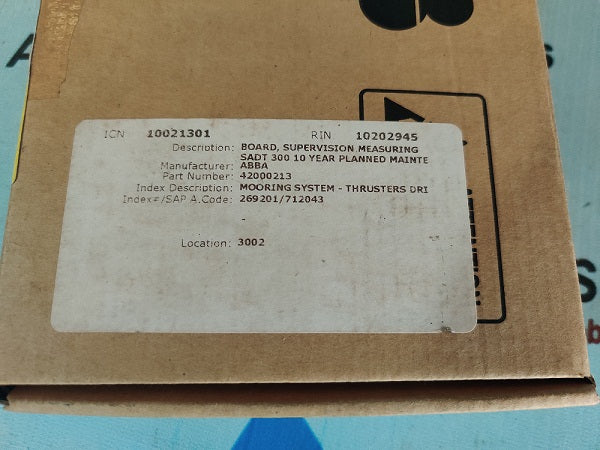 ICN 10021301 RIN 10202945
Description: BOARD, SUPERVISION MEASURING
SADT 300 10 YEAR PLANNED MAINTE
Manufacturer: ABBA
Part Number: 42000213
Index Description: MOORING SYSTEM - THRUSTERS DRI
Index#/SAP A.Code: 269201/712043
-
Location: 3002